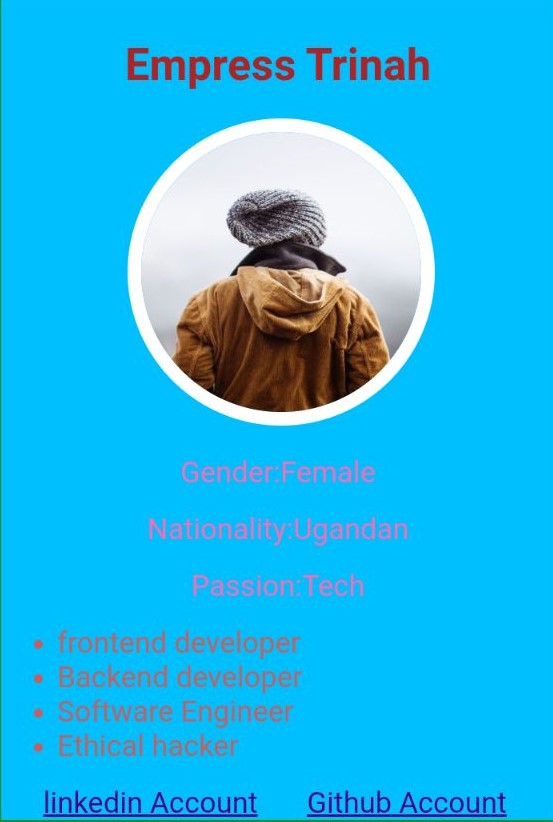 Empress Trinah
Gender:Female
Nationality:Ugandan
Passion:Tech
• frontend developer
• Backend developer
• Software Engineer
• Ethical hacker
linkedin Account Github Account